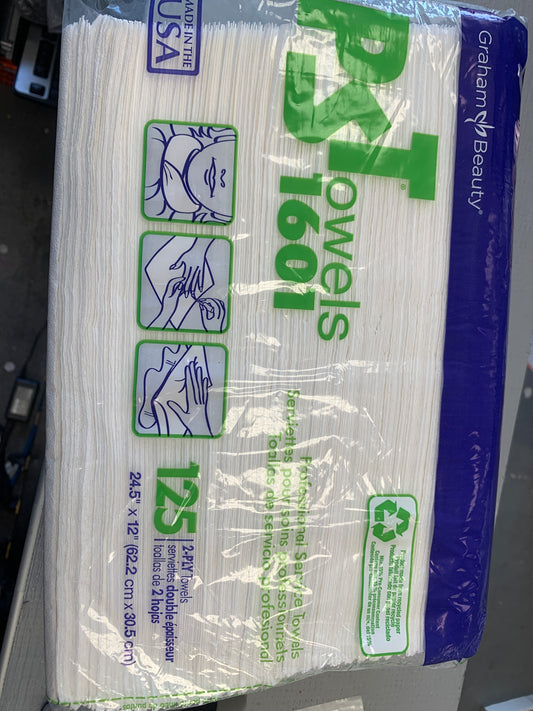 Graham Beauty®
PST®
owels
1601
MADE IN THE
USA
Professional Service Towels
Serviettes pour soins professionnels
Toallas de servicio profesional
125
2-PLY Towels
serviettes double épaisseur
toallas de 2 hojas
24.5" x 12" (62.2 cm x 30.5 cm)